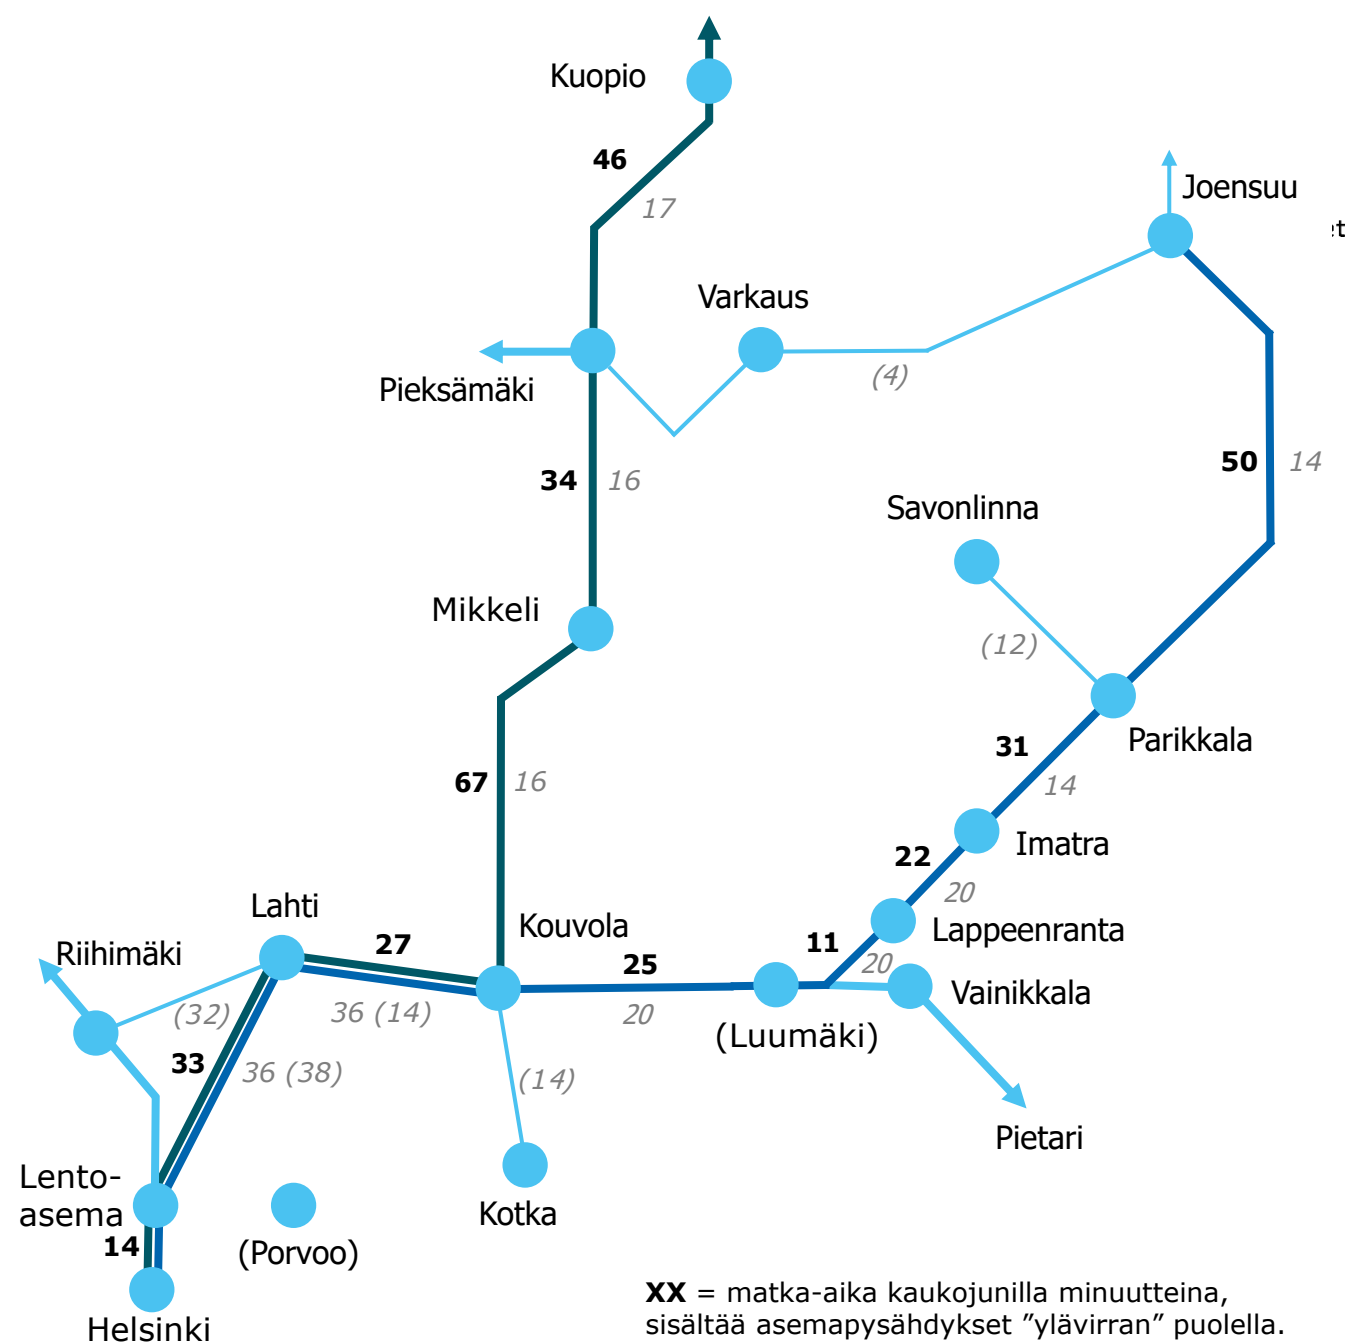 Kuopio
46
17
Joensuu
Varkaus
(4)
Pieksämäki
50
14
34
16
Savonlinna
(12)
Mikkeli
Parikkala
31
14
67
16
Imatra
22
20
Lahti
Kouvola
Lappeenranta
Riihimäki
27
25
11
20
(32)
36 (14)
20
Vainikkala
(Luumäki)
33
36 (38)
(14)
Pietari
Lento-
asema
Kotka
14
(Porvoo)
Helsinki
XX = matka-aika kaukojunilla minuutteina,
sisältää asemapysähdykset ”ylävirran” puolella.